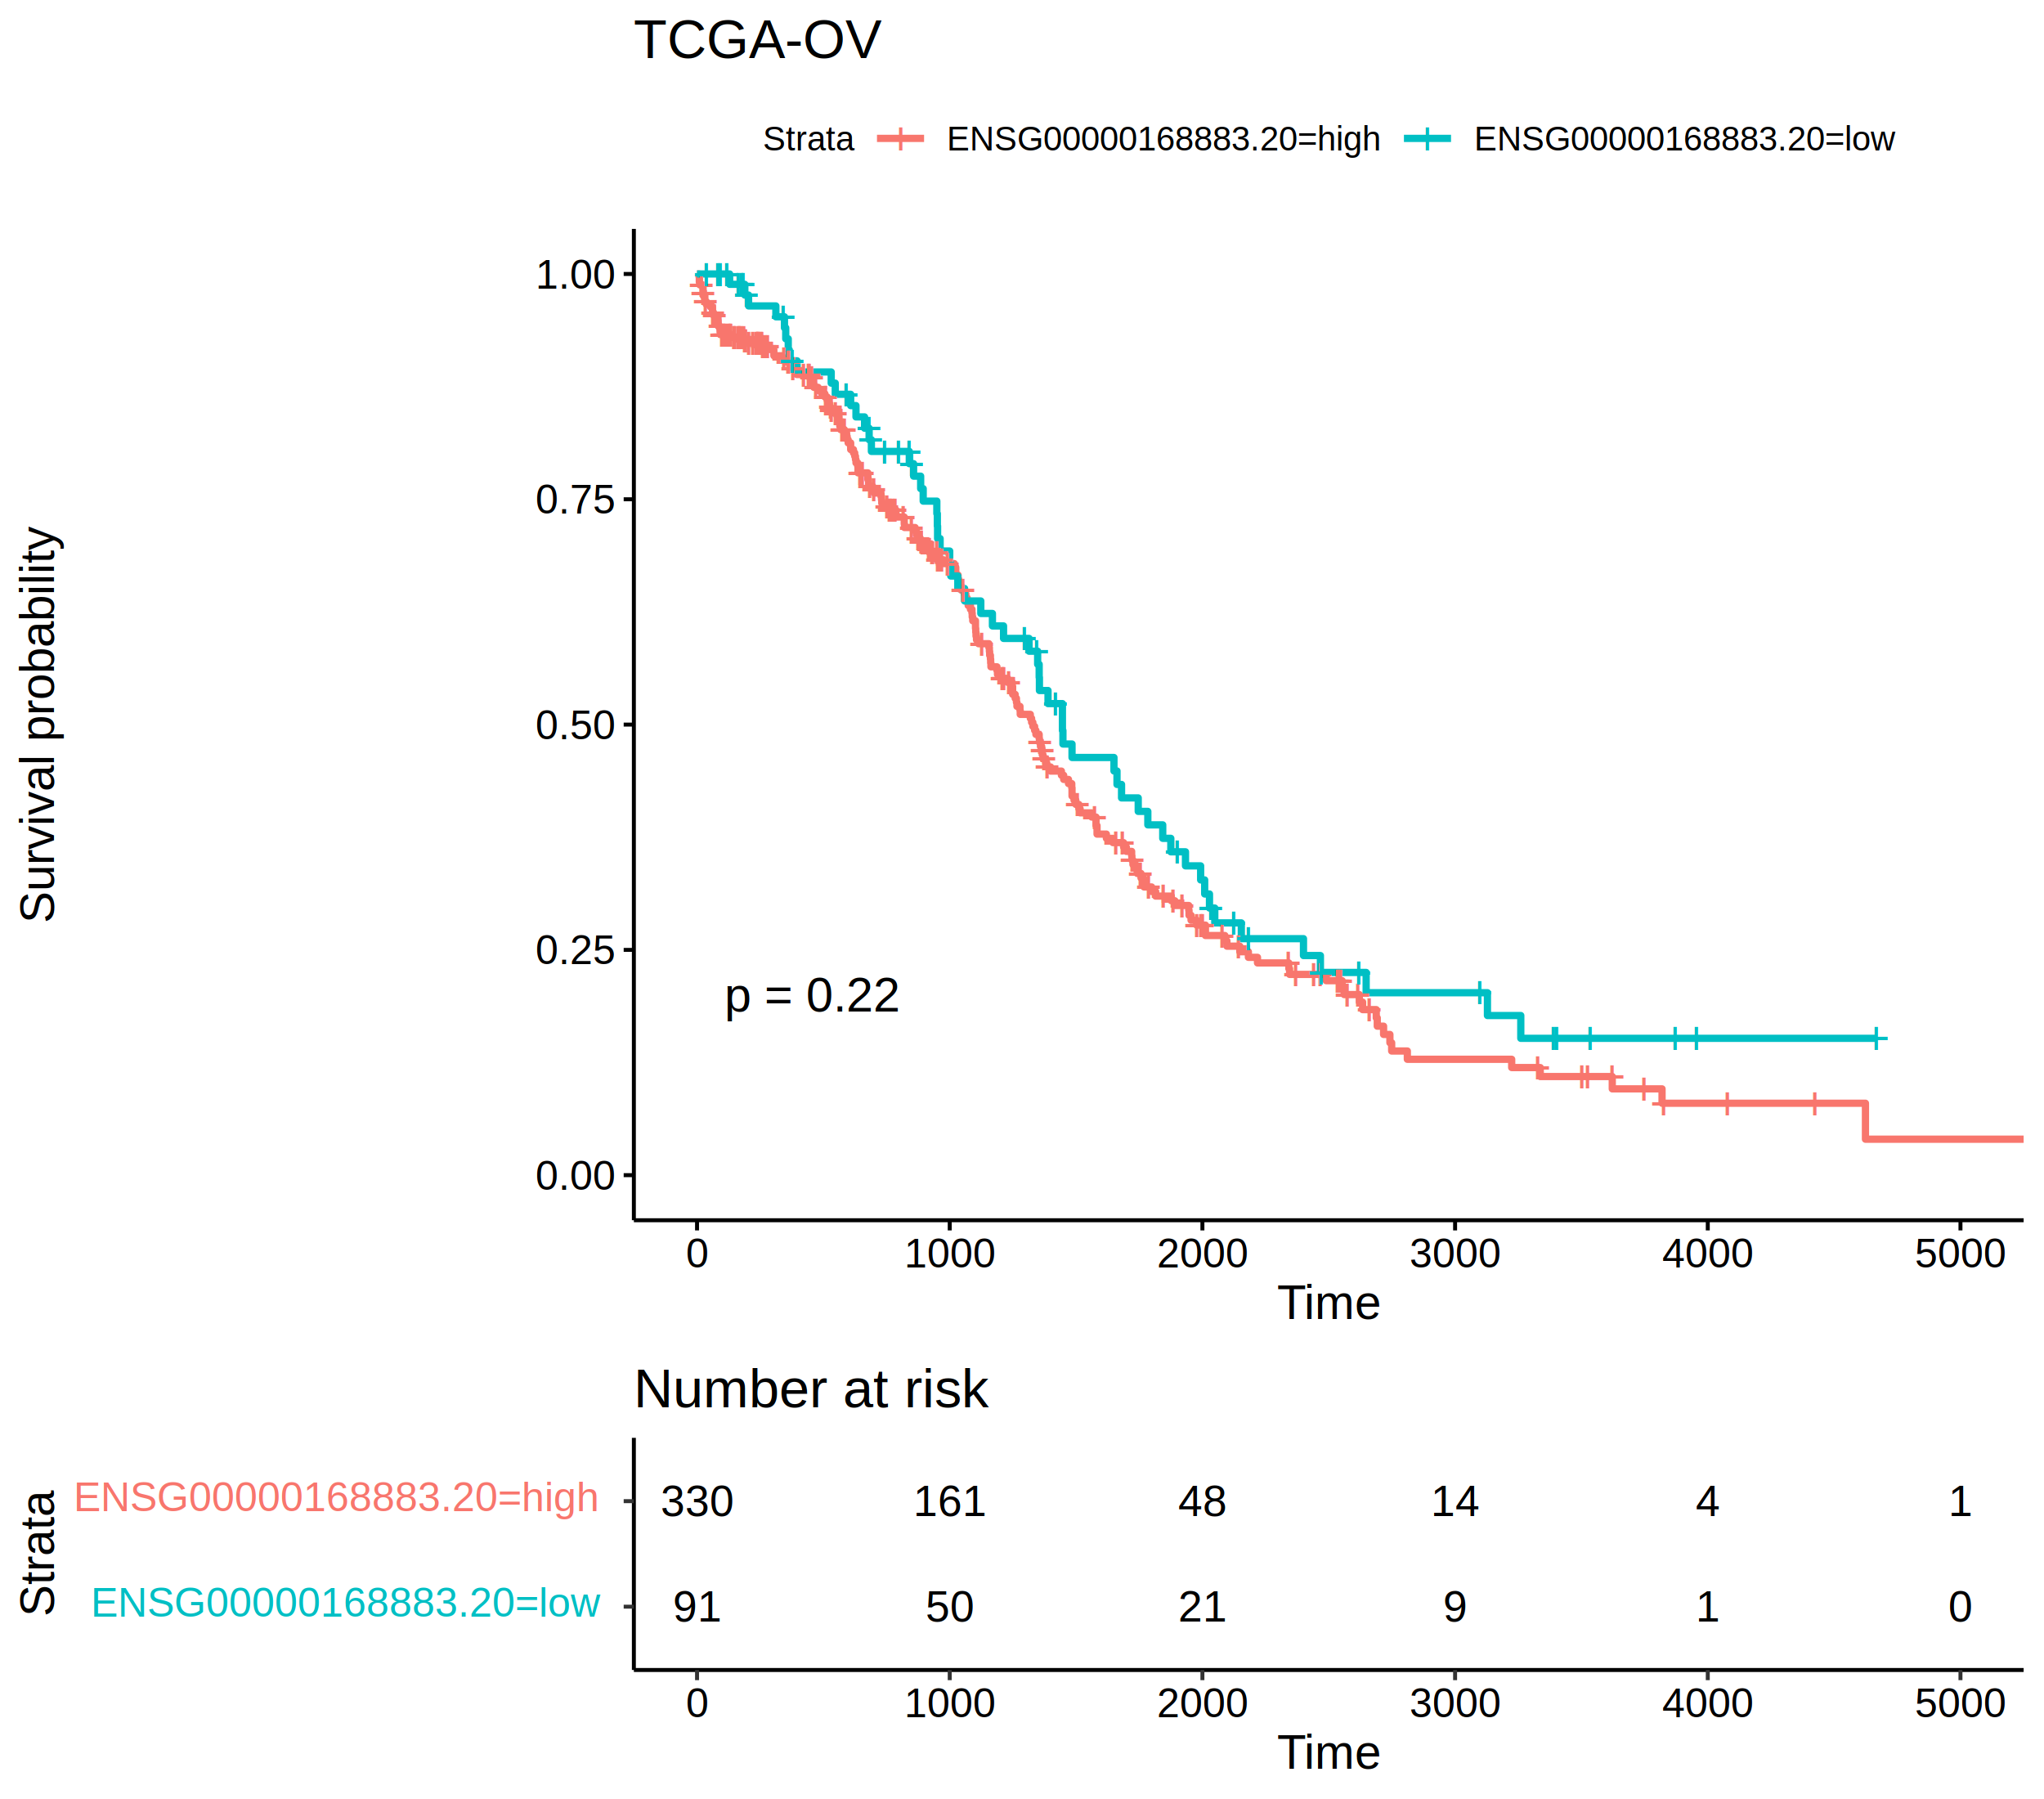 TCGA-OV
Strata ENSG00000168883.20=high ENSG00000168883.20=low
Survival probability
1.00
0.75
0.50
0.25
0.00
p = 0.22
0 1000 2000 3000 4000 5000
Time
Number at risk
Strata
ENSG00000168883.20=high 330 161 48 14 4 1
ENSG00000168883.20=low 91 50 21 9 1 0
0 1000 2000 3000 4000 5000
Time